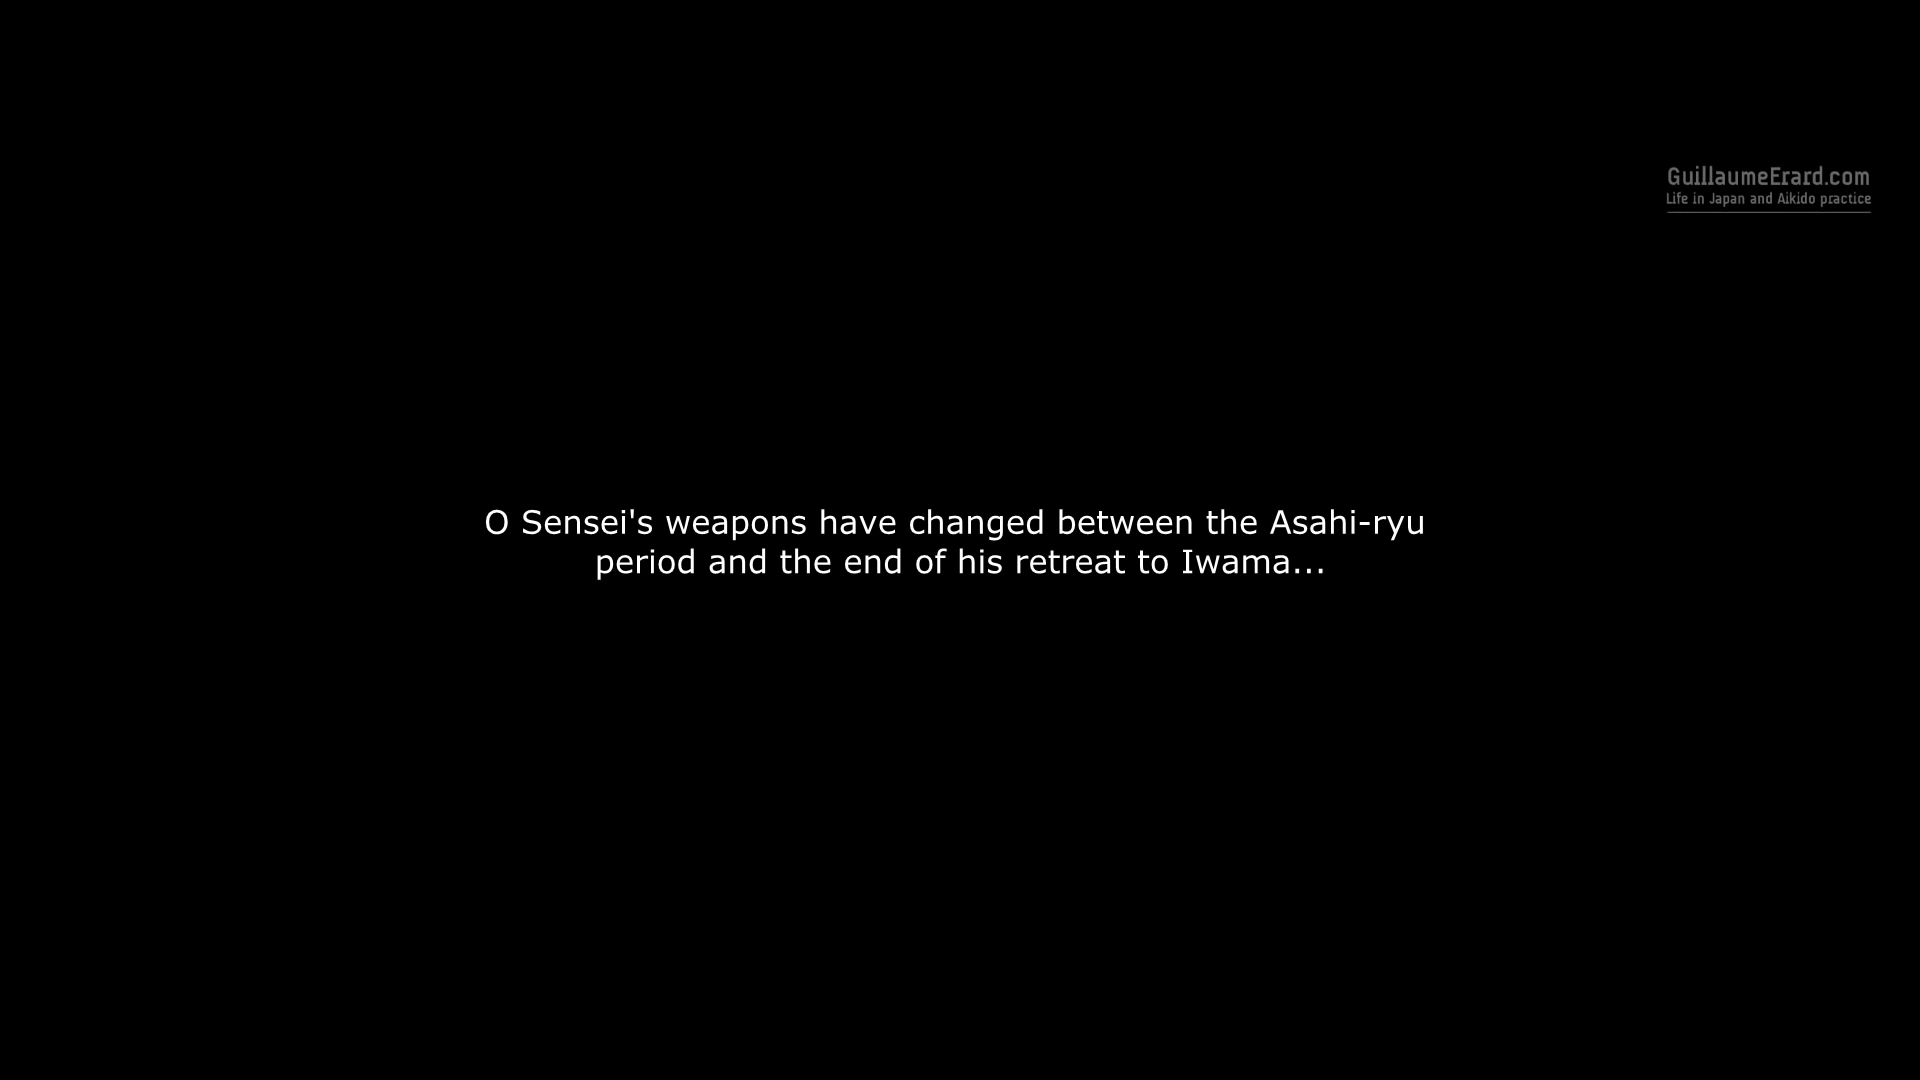 GuillaumeErard.com
Life in Japan and Aikido practice
O Sensei's weapons have changed between the Asahi-ryu
period and the end of his retreat to Iwama...